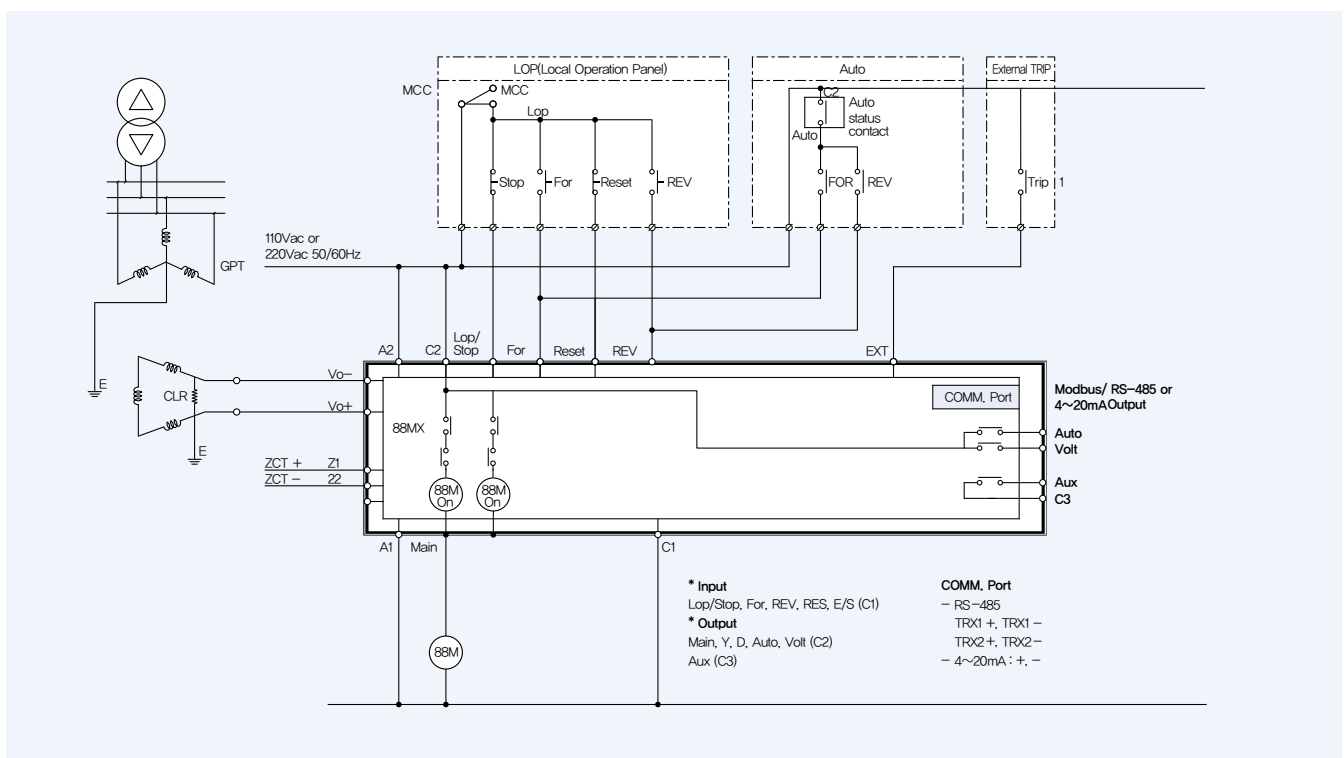 LOP(Local Operation Panel)
Auto
External TRIP
MCC
MCC
Lop
C2
Auto
status
contact
Auto
Stop
For
Reset
REV
FOR
REV
Trip 1
110Vac or
220Vac 50/60Hz
GPT
E
A2
C2
Lop/
Stop
For
Reset
REV
EXT
Vo−
CLR
Vo+
E
88MX
COMM. Port
Modbus/ RS−485 or
4~20mAOutput
Auto
Volt
Aux
C3
ZCT + Z1
ZCT − 22
88M
On
88M
On
A1
Main
C1
88M
* Input
Lop/Stop, For, REV, RES, E/S (C1)
* Output
Main, Y, D, Auto, Volt (C2)
Aux (C3)
COMM. Port
− RS−485
TRX1 +, TRX1 −
TRX2+, TRX2−
− 4~20mA : +, −